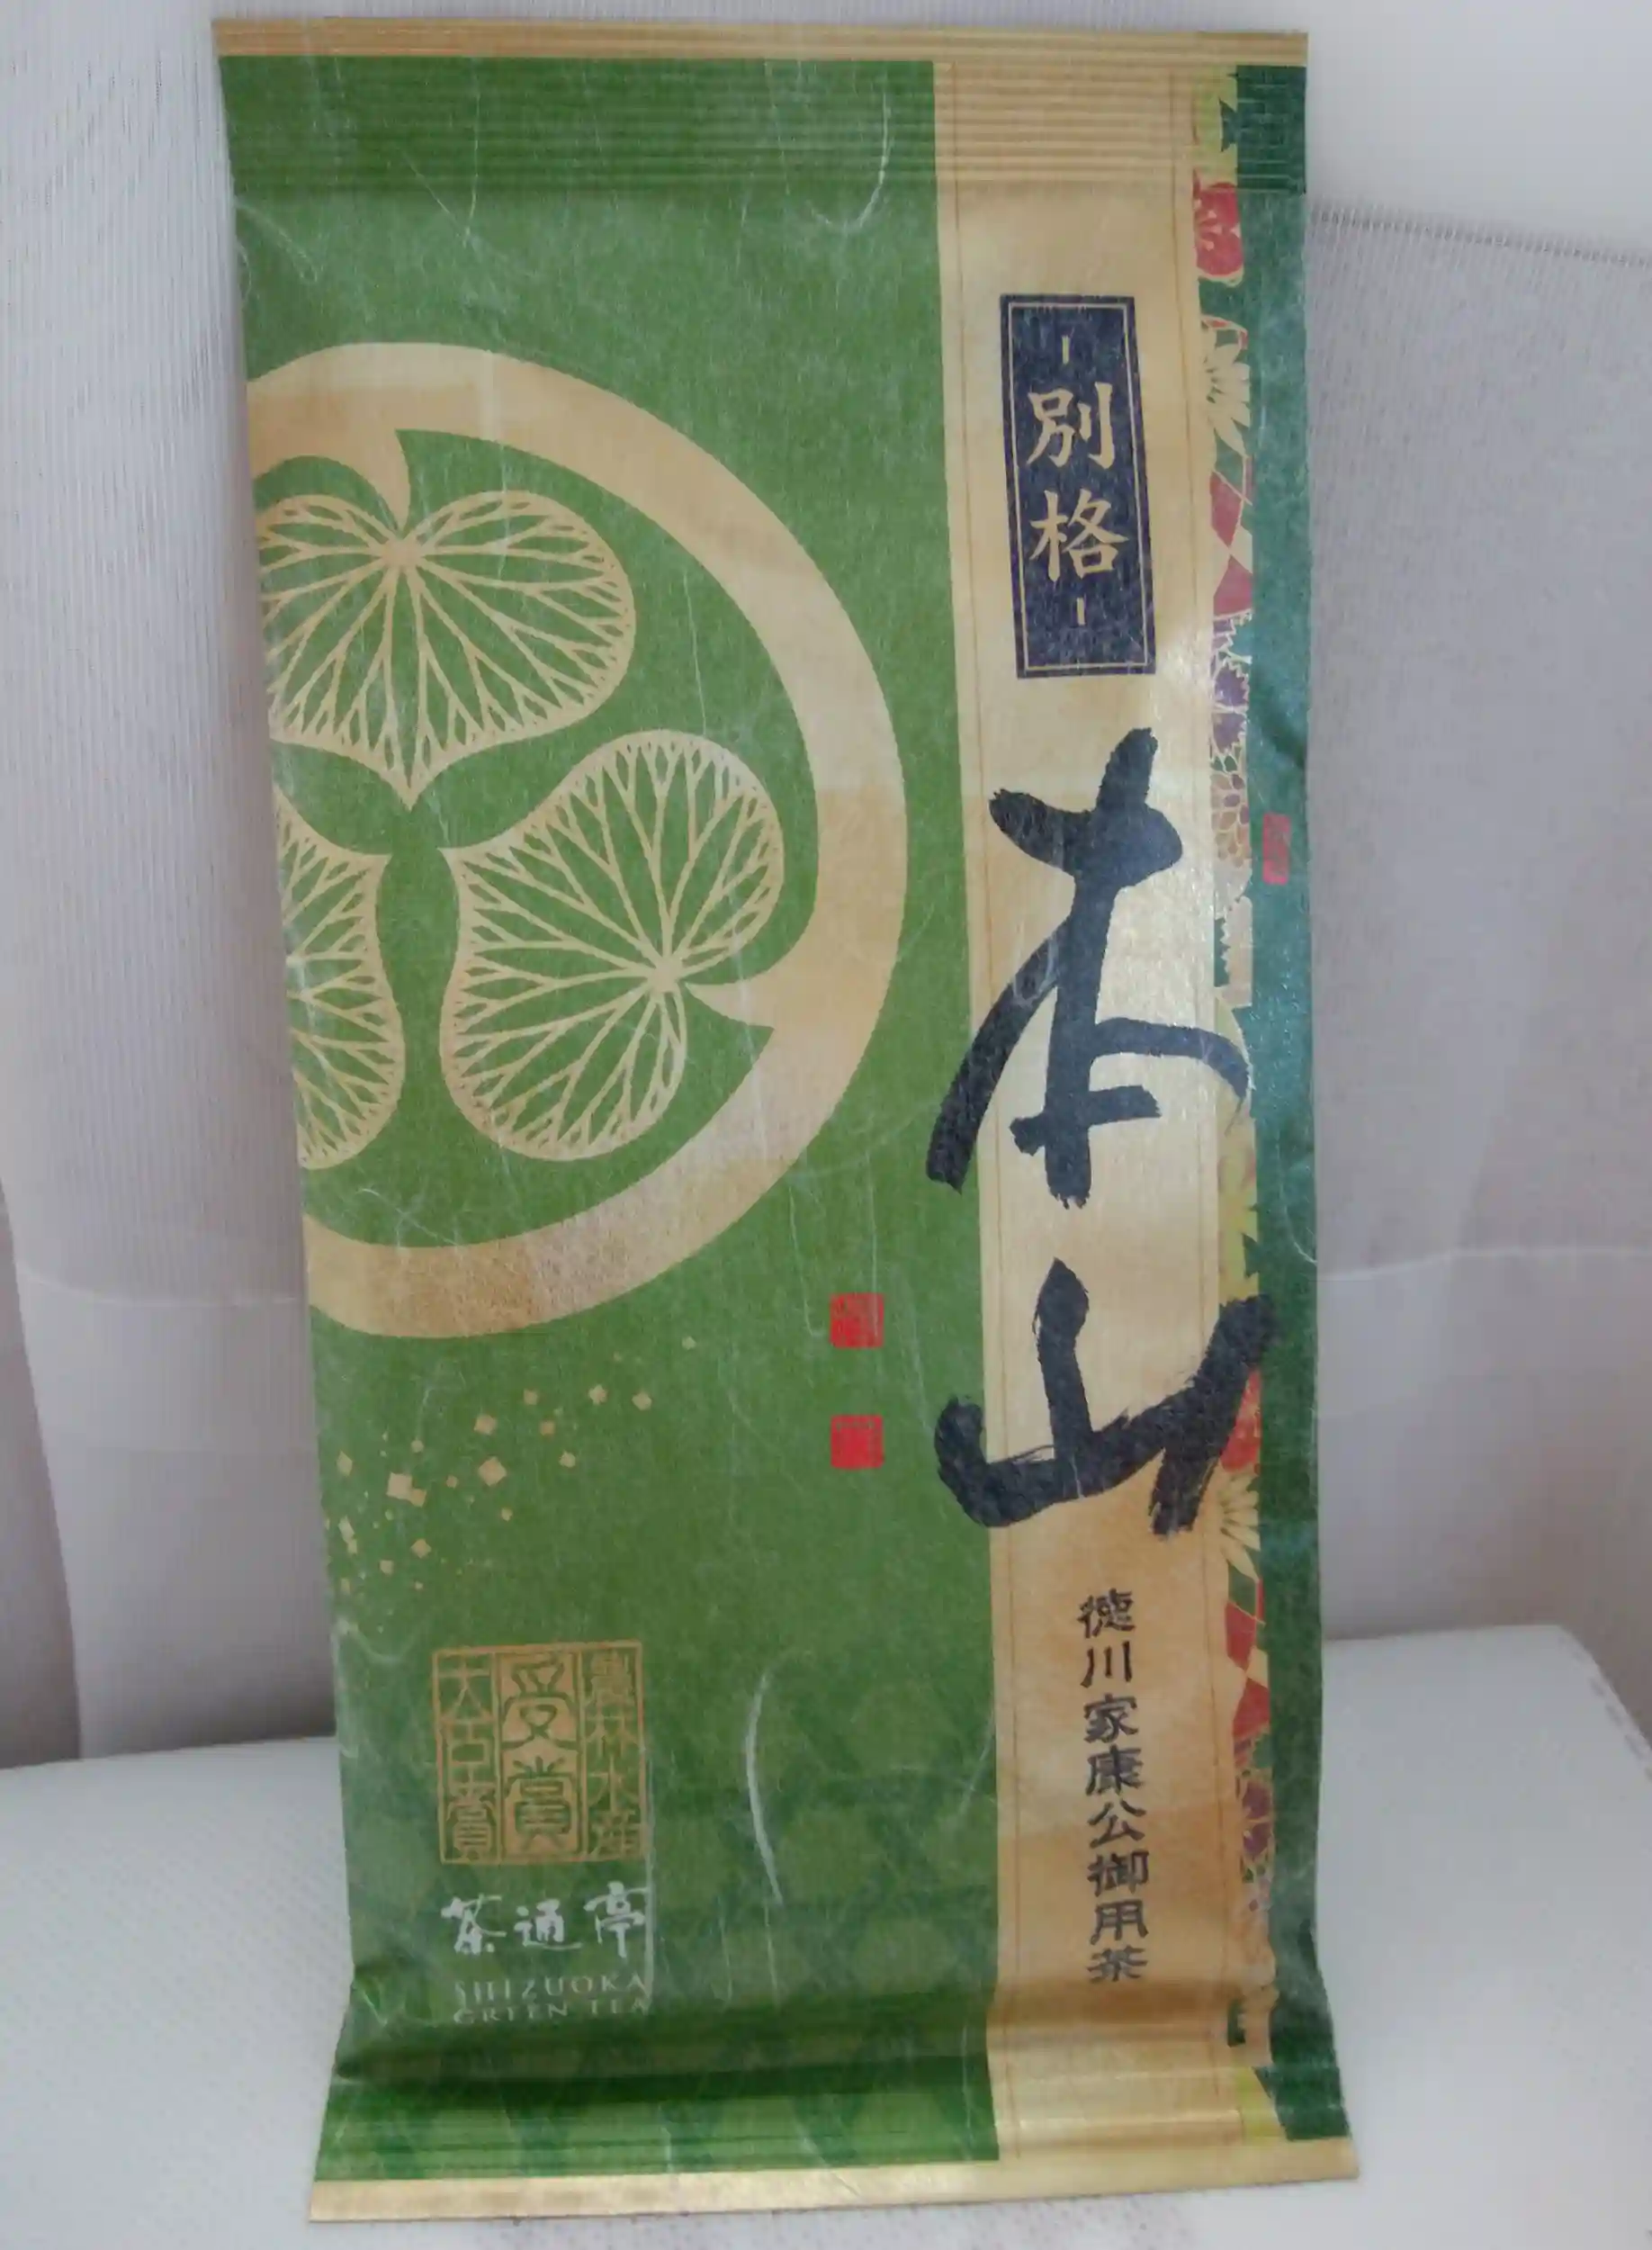 別格
本山
徳川家康公御用茶
農林水産
受賞
大臣賞
茶通亭
SHIZUOKA
GREEN TEA